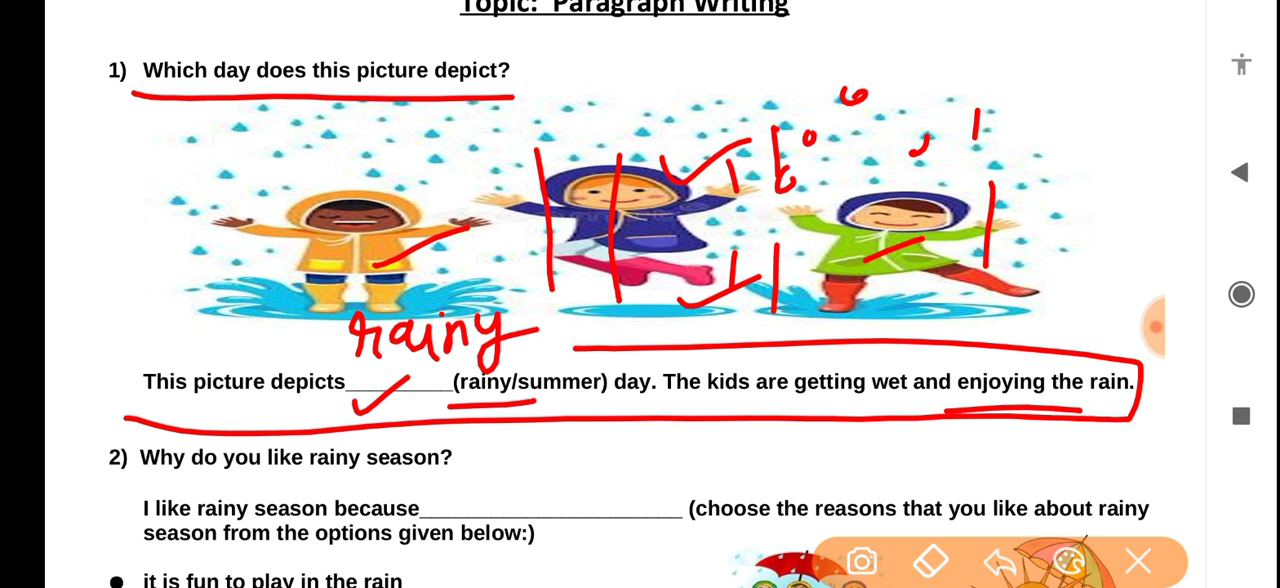 Topic: Paragraph Writing
1) Which day does this picture depict?
rainy
This picture depicts_________(rainy/summer) day. The kids are getting wet and enjoying the rain.
2) Why do you like rainy season?
I like rainy season because______________________ (choose the reasons that you like about rainy
season from the options given below:)
● it is fun to play in the rain